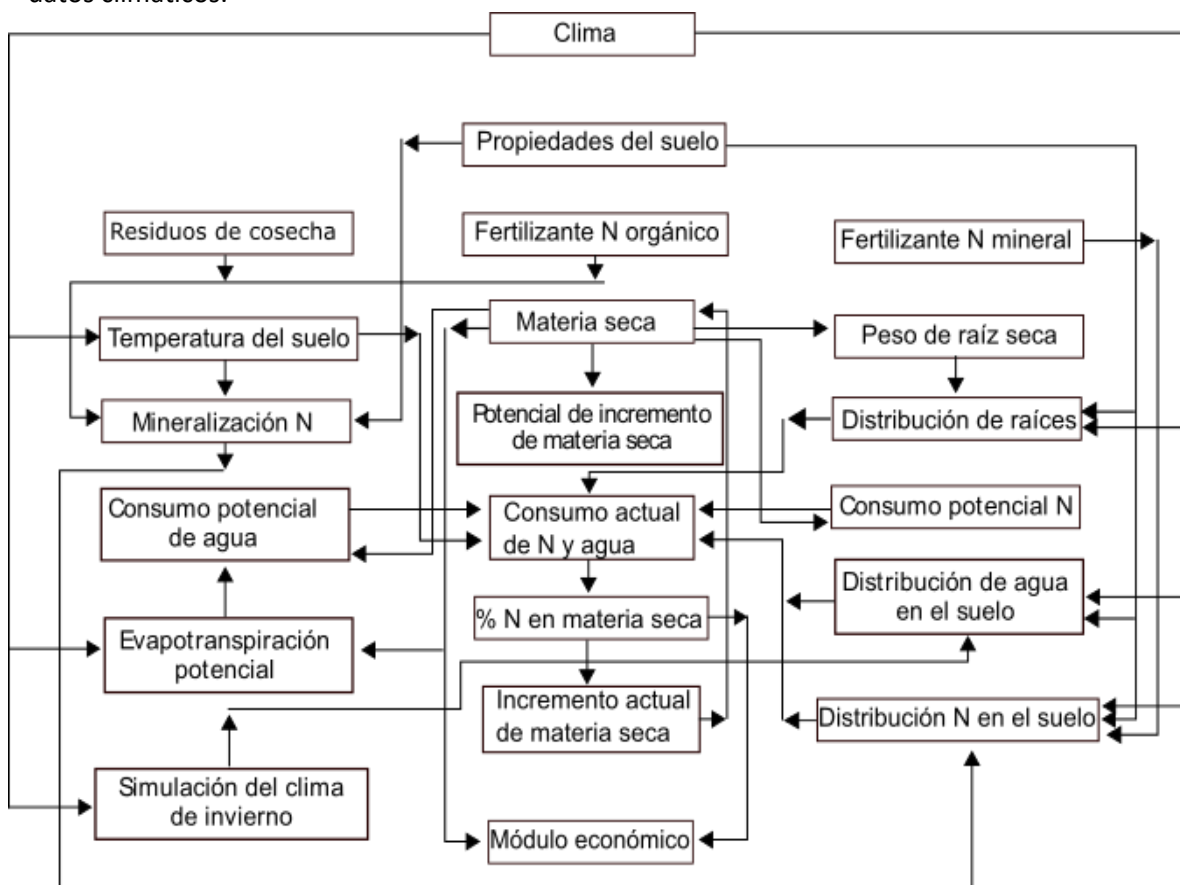 datos climáticos.
Clima
Propiedades del suelo
Residuos de cosecha
Fertilizante N orgánico
Fertilizante N mineral
Temperatura del suelo
Materia seca
Peso de raíz seca
Mineralización N
Potencial de incremento
de materia seca
Distribución de raíces
Consumo potencial
de agua
Consumo actual
de N y agua
Consumo potencial N
Distribución de agua
en el suelo
% N en materia seca
Evapotranspiración
potencial
Incremento actual
de materia seca
Distribución N en el suelo
Simulación del clima
de invierno
Módulo económico